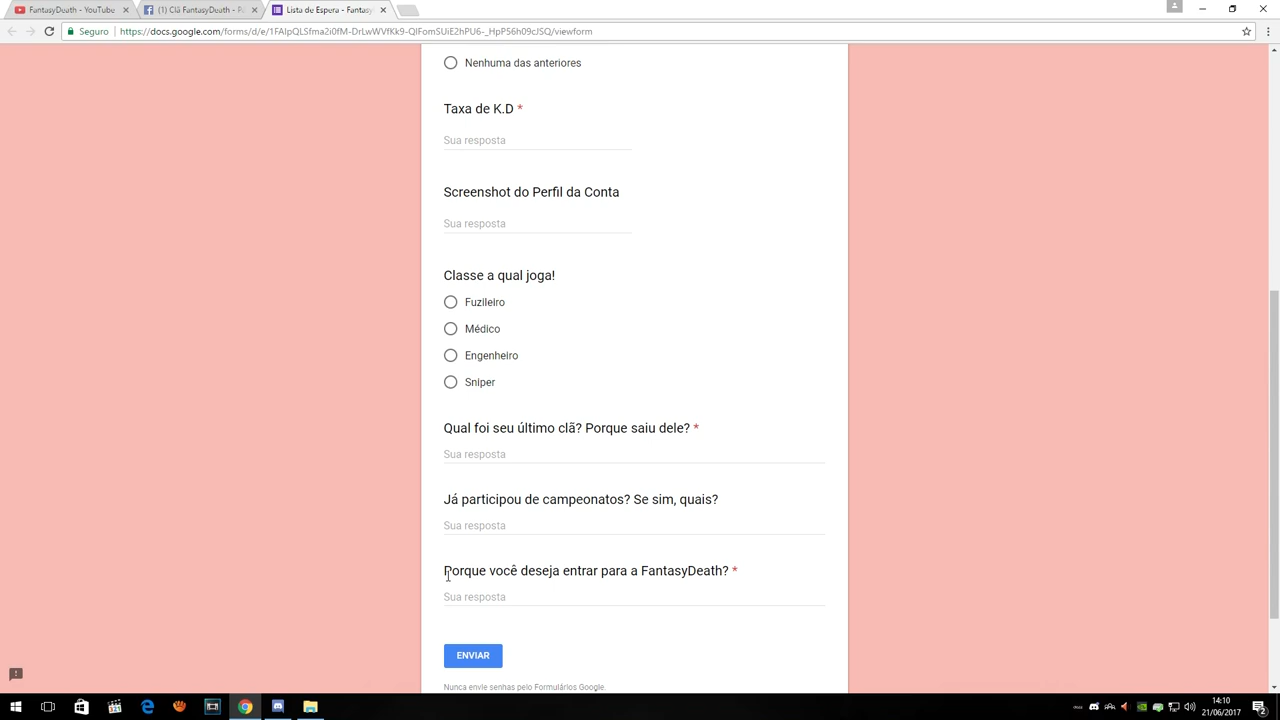 FantasyDeath - YouTube
(1) Clã FantasyDeath - P
Lista de Espera - Fantasy
Seguro
https://docs.google.com/forms/d/e/1FAIpQLSfma2i0fM-DrLwWVfKk9-QlFomSUiE2hPU6-_HpP56h09cJSQ/viewform
Nenhuma das anteriores
Taxa de K.D *
Sua resposta
Screenshot do Perfil da Conta
Sua resposta
Classe a qual joga!
Fuzileiro
Médico
Engenheiro
Sniper
Qual foi seu último clã? Porque saiu dele? *
Sua resposta
Já participou de campeonatos? Se sim, quais?
Sua resposta
Porque você deseja entrar para a FantasyDeath? *
Sua resposta
ENVIAR
Nunca envie senhas pelo Formulários Google
14:10
21/06/2017
2